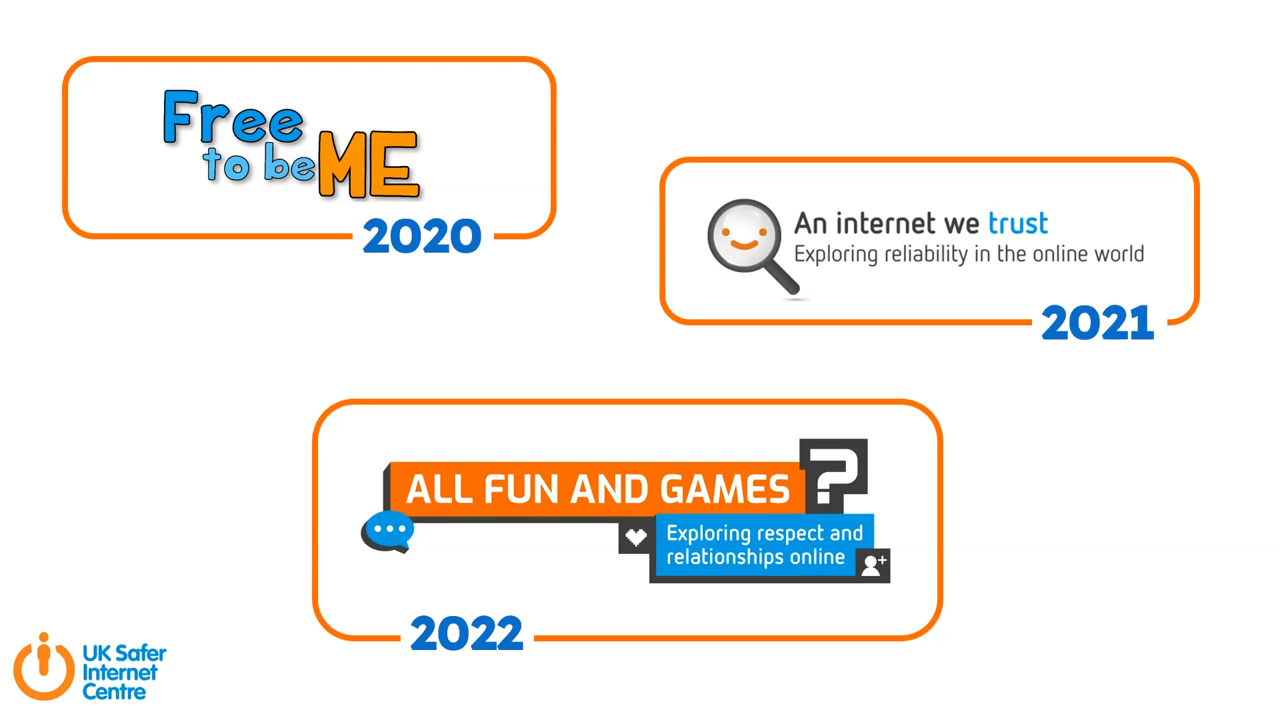 Free
to be ME
2020
An internet we trust
Exploring reliability in the online world
2021
ALL FUN AND GAMES?
Exploring respect and
relationships online
2022
UK Safer
Internet
Centre